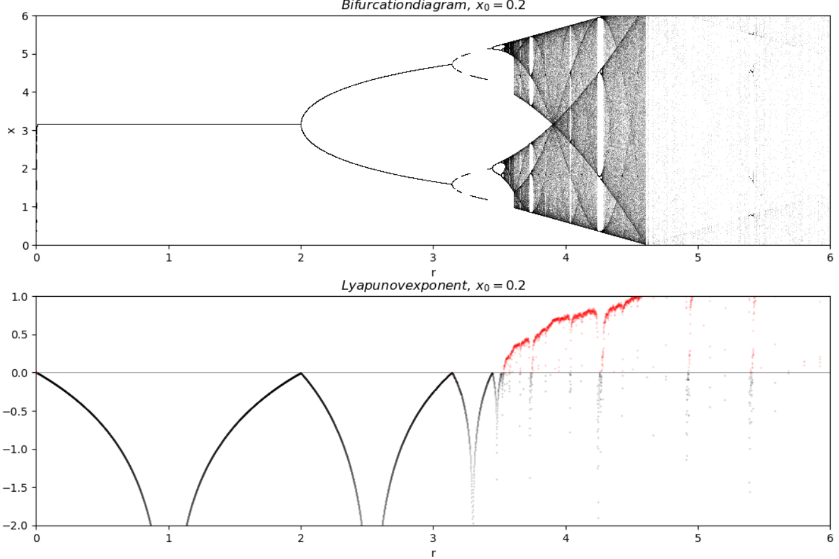 Bifurcationdiagram, x₀ = 0.2
6
5
4
3
2
1
0
x
0 1 2 3 4 5 6
r
Lyapunovexponent, x₀ = 0.2
1.0
0.5
0.0
−0.5
−1.0
−1.5
−2.0
0 1 2 3 4 5 6
r